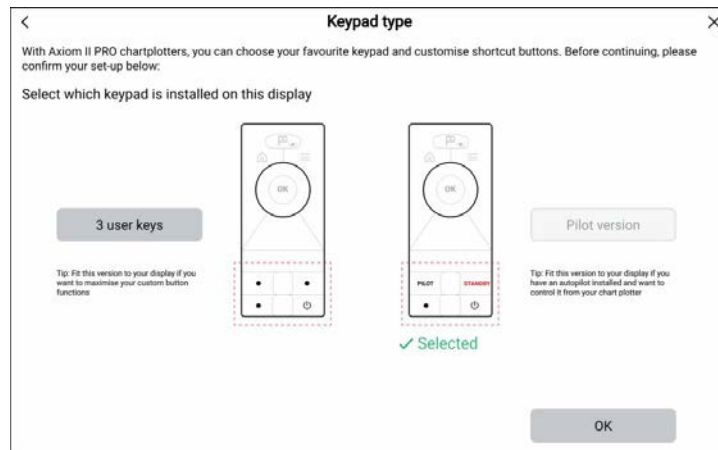 Keypad type
With Axiom II PRO chartplotters, you can choose your favourite keypad and customise shortcut buttons. Before continuing, please
confirm your set-up below:
Select which keypad is installed on this display
OK
OK
3 user keys
Pilot version
Tip: Fit this version to your display if you
want to maximise your custom button
functions
PILOT
STANDBY
Tip: Fit this version to your display if you
have an autopilot installed and want to
control it from your chart plotter
✓ Selected
OK